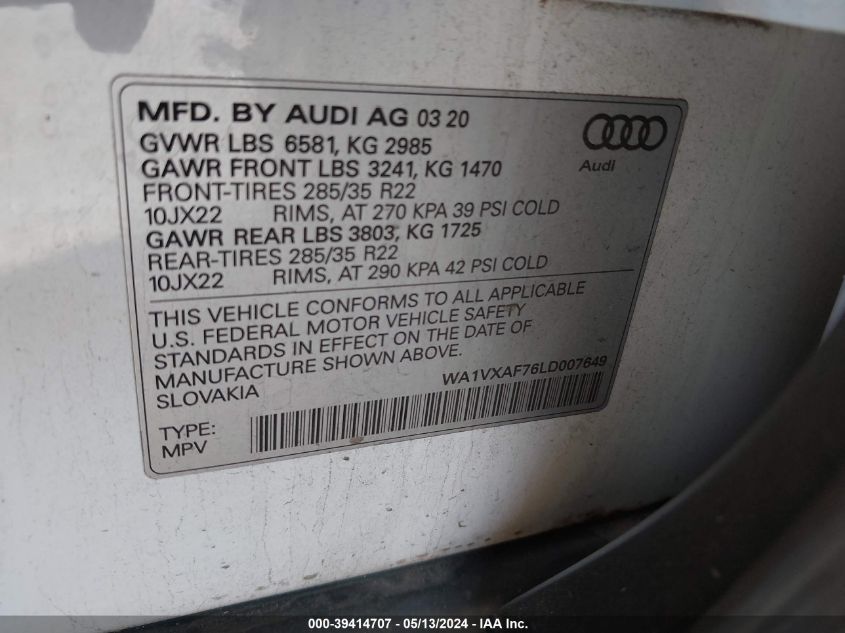 MFD. BY AUDI AG 03 20
GVWR LBS 6581, KG 2985
GAWR FRONT LBS 3241, KG 1470
FRONT-TIRES 285/35 R22
10JX22 RIMS, AT 270 KPA 39 PSI COLD
GAWR REAR LBS 3803, KG 1725
REAR-TIRES 285/35 R22
10JX22 RIMS, AT 290 KPA 42 PSI COLD
Audi
THIS VEHICLE CONFORMS TO ALL APPLICABLE
U.S. FEDERAL MOTOR VEHICLE SAFETY
STANDARDS IN EFFECT ON THE DATE OF
MANUFACTURE SHOWN ABOVE.
SLOVAKIA
WA1VXAF76LD007649
TYPE:
MPV
000-39414707 - 05/13/2024 - IAA Inc.